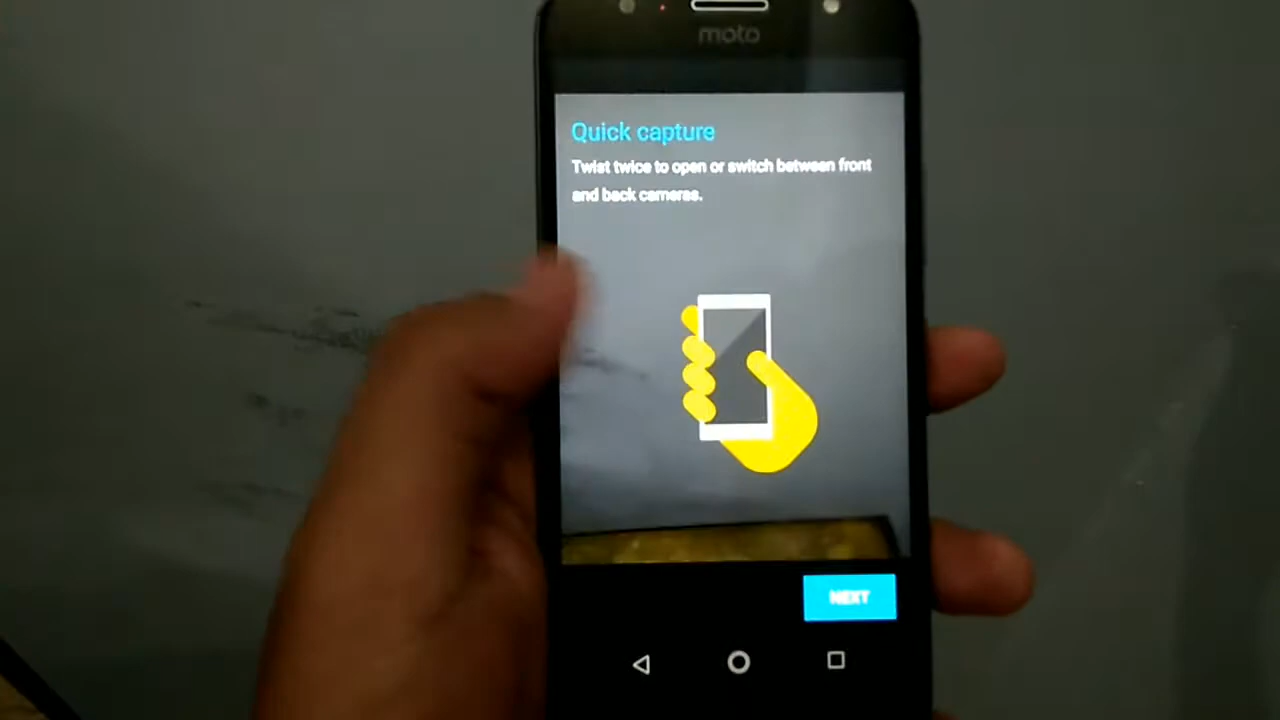 moto
Quick capture
Twist twice to open or switch between front
and back cameras.
NEXT